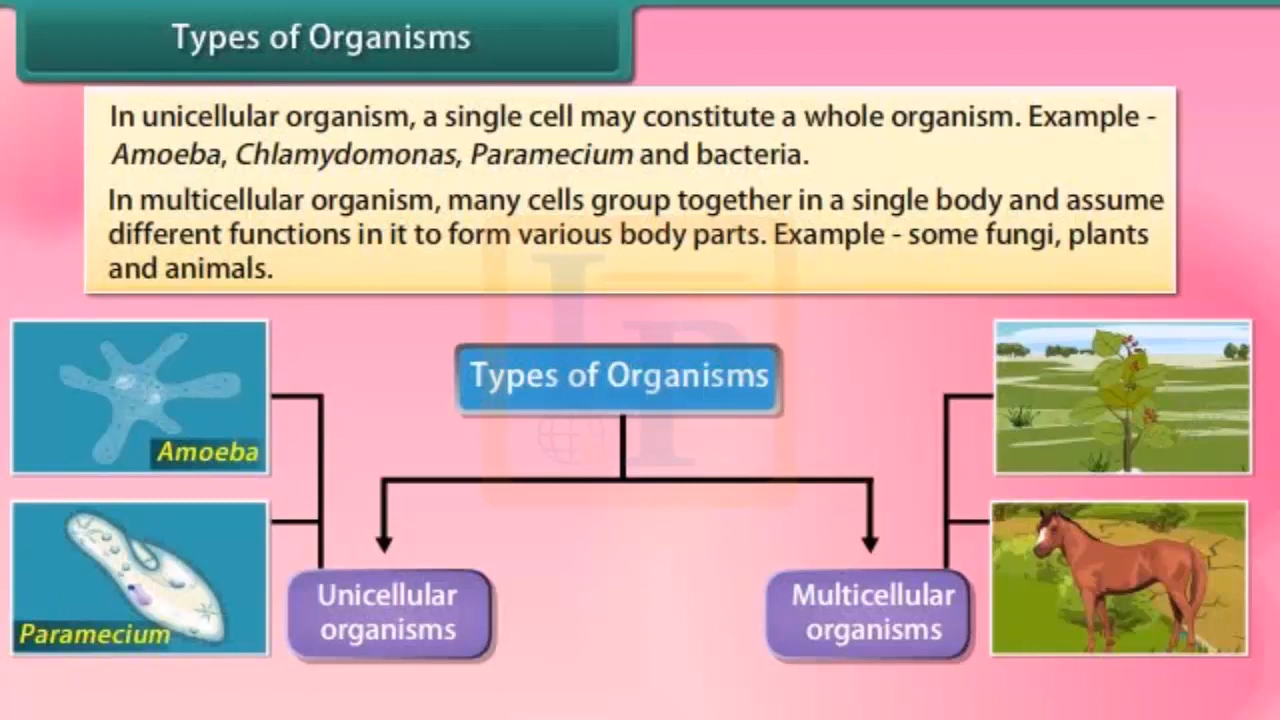 Types of Organisms
In unicellular organism, a single cell may constitute a whole organism. Example -
Amoeba, Chlamydomonas, Paramecium and bacteria.
In multicellular organism, many cells group together in a single body and assume
different functions in it to form various body parts. Example - some fungi, plants
and animals.
Types of Organisms
Amoeba
Paramecium
Unicellular
organisms
Multicellular
organisms